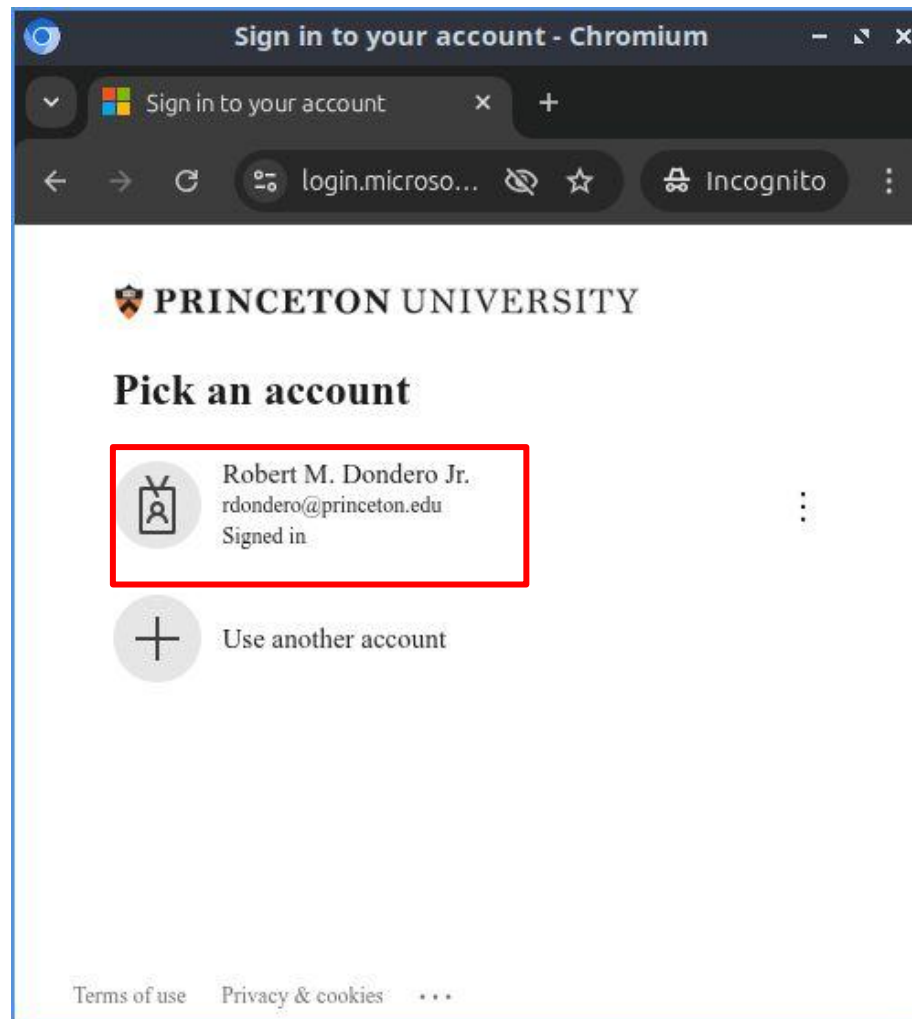 Sign in to your account - Chromium
Sign in to your account
login.microso... Incognito
PRINCETON UNIVERSITY
Pick an account
Robert M. Dondero Jr.
rdondero@princeton.edu
Signed in
Use another account
Terms of use Privacy & cookies ...